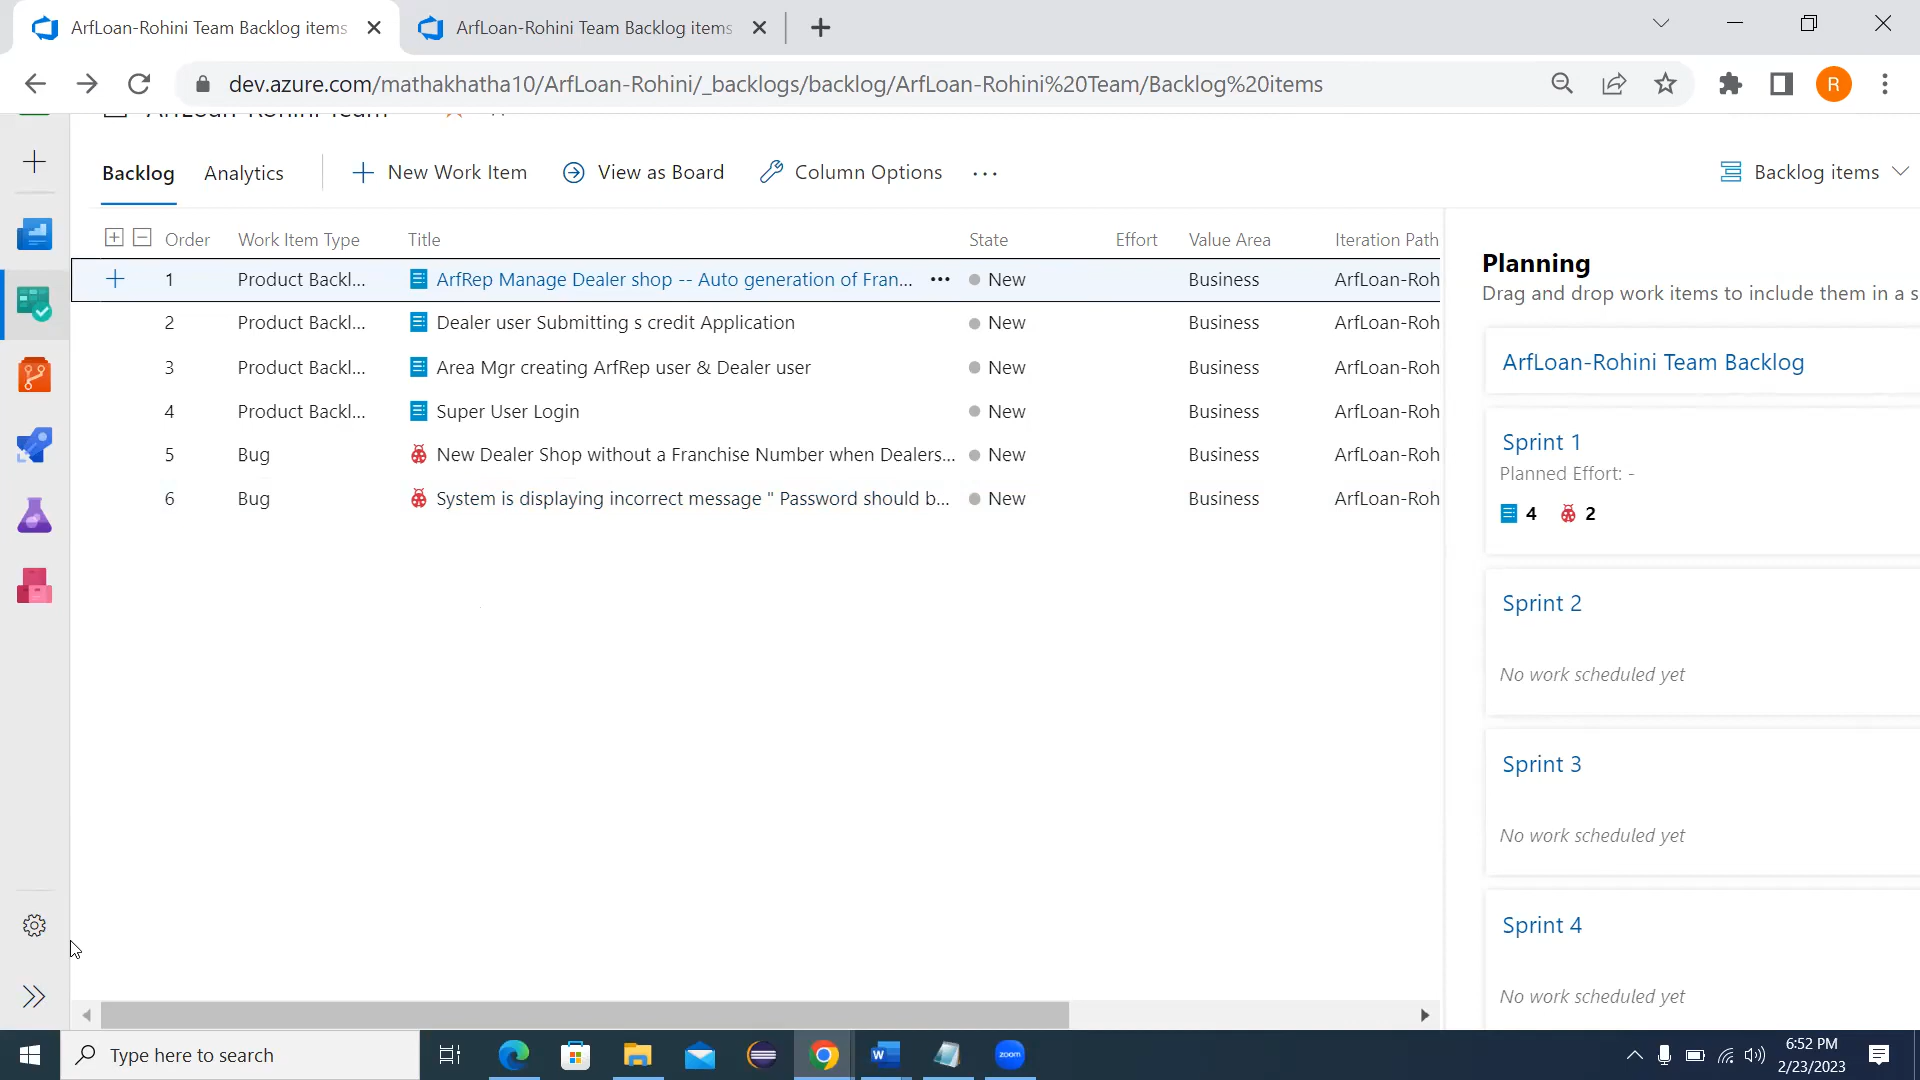 ArfLoan-Rohini Team Backlog items
ArfLoan-Rohini Team Backlog items
dev.azure.com/mathakhatha10/ArfLoan-Rohini/_backlogs/backlog/ArfLoan-Rohini%20Team/Backlog%20items
R
ArfLoan-Rohini Team
Backlog Analytics New Work Item View as Board Column Options ... Backlog items
Order Work Item Type Title State Effort Value Area Iteration Path
1 Product Backl... ArfRep Manage Dealer shop -- Auto generation of Fran... ... New Business ArfLoan-Roh
2 Product Backl... Dealer user Submitting s credit Application New Business ArfLoan-Roh
3 Product Backl... Area Mgr creating ArfRep user & Dealer user New Business ArfLoan-Roh
4 Product Backl... Super User Login New Business ArfLoan-Roh
5 Bug New Dealer Shop without a Franchise Number when Dealers... New Business ArfLoan-Roh
6 Bug System is displaying incorrect message " Password should b... New Business ArfLoan-Roh
Planning
Drag and drop work items to include them in a s
ArfLoan-Rohini Team Backlog
Sprint 1
Planned Effort: -
4 2
Sprint 2
No work scheduled yet
Sprint 3
No work scheduled yet
Sprint 4
No work scheduled yet
Type here to search
W
zoom
6:52 PM
2/23/2023